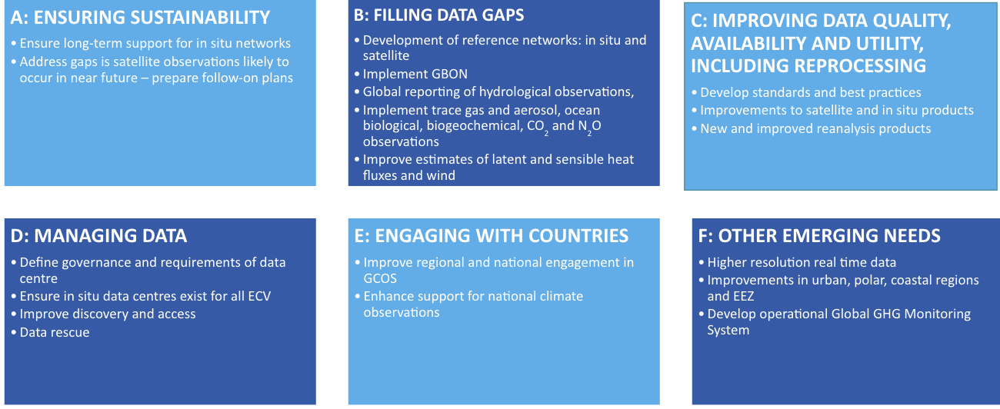 A: ENSURING SUSTAINABILITY
• Ensure long-term support for in situ networks
• Address gaps is satellite observations likely to
occur in near future – prepare follow-on plans
B: FILLING DATA GAPS
• Development of reference networks: in situ and
satellite
• Implement GBON
• Global reporting of hydrological observations,
• Implement trace gas and aerosol, ocean
biological, biogeochemical, CO₂ and N₂O
observations
• Improve estimates of latent and sensible heat
fluxes and wind
C: IMPROVING DATA QUALITY,
AVAILABILITY AND UTILITY,
INCLUDING REPROCESSING
• Develop standards and best practices
• Improvements to satellite and in situ products
• New and improved reanalysis products
D: MANAGING DATA
• Define governance and requirements of data
centre
• Ensure in situ data centres exist for all ECV
• Improve discovery and access
• Data rescue
E: ENGAGING WITH COUNTRIES
• Improve regional and national engagement in
GCOS
• Enhance support for national climate
observations
F: OTHER EMERGING NEEDS
• Higher resolution real time data
• Improvements in urban, polar, coastal regions
and EEZ
• Develop operational Global GHG Monitoring
System